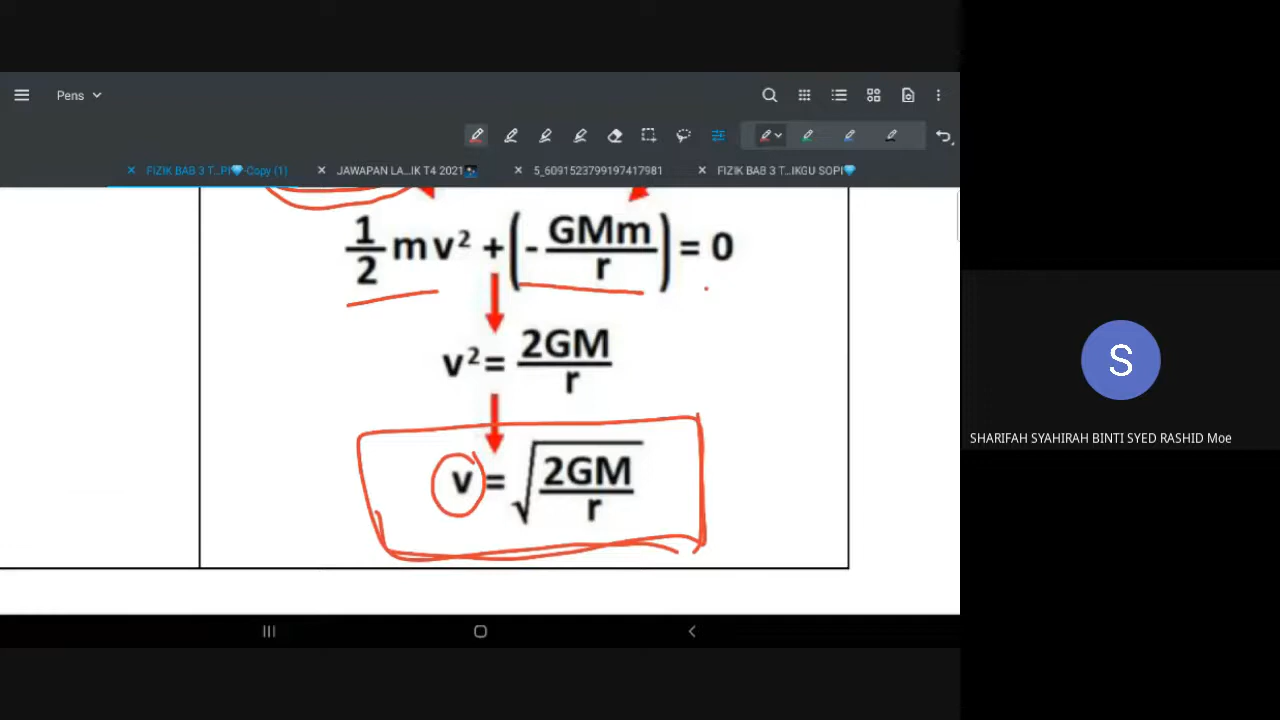 Pens
FIZIK BAB 3 T...PI💎-Copy (1)
JAWAPAN LA...IK T4 2021
5_6091523799197417981
FIZIK BAB 3 T...IKGU SOPI💎
1/2 mv² + (- GMm/r) = 0
v² = 2GM/r
v = √(2GM/r)
S
SHARIFAH SYAHIRAH BINTI SYED RASHID Moe